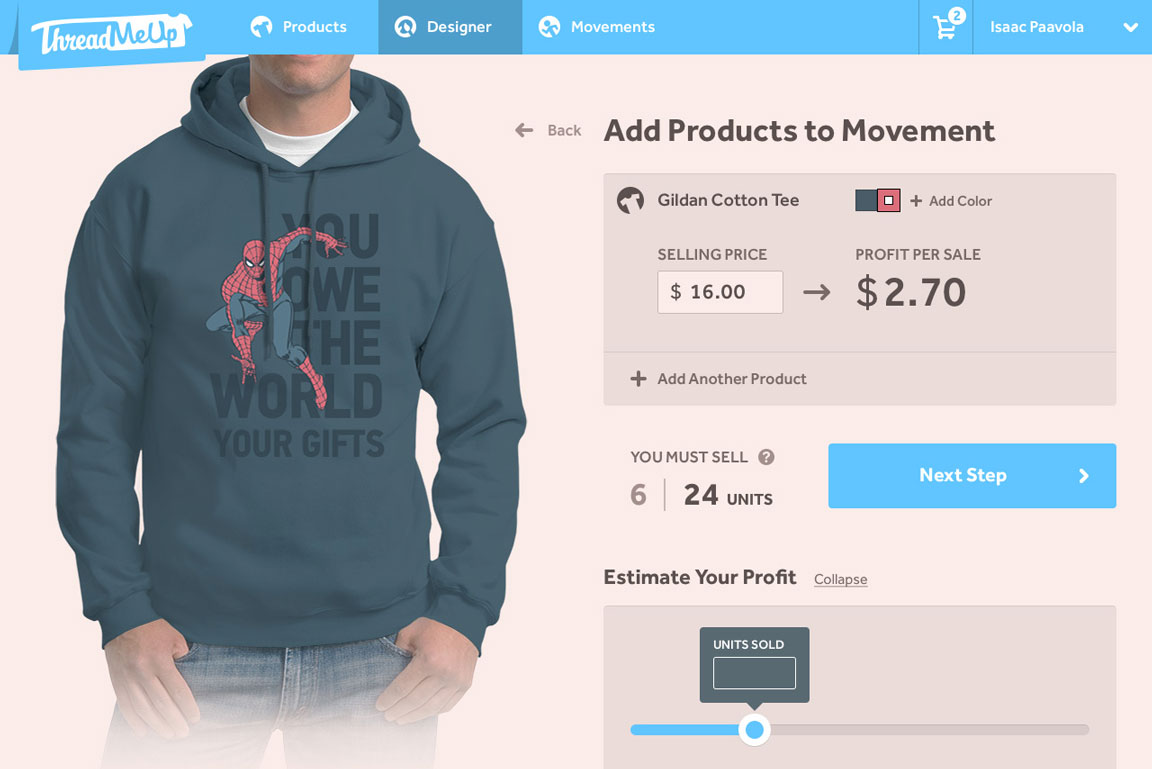 ThreadMeUp
Products
Designer
Movements
2
Isaac Paavola
Back
Add Products to Movement
Gildan Cotton Tee
+ Add Color
SELLING PRICE
PROFIT PER SALE
$ 16.00
$2.70
+ Add Another Product
YOU MUST SELL ?
6 | 24 UNITS
Next Step
Estimate Your Profit
Collapse
UNITS SOLD
YOU
OWE
THE
WORLD
YOUR GIFTS